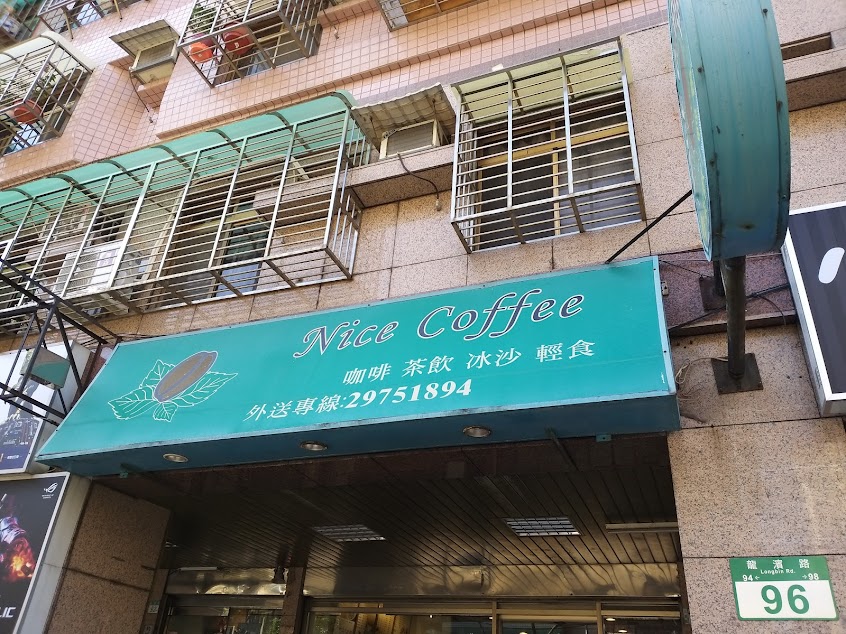 Nice Coffee
咖啡 茶飲 冰沙 輕食
外送專線:29751894
龍濱路
Longbin Rd.
94← →98
96
LIC